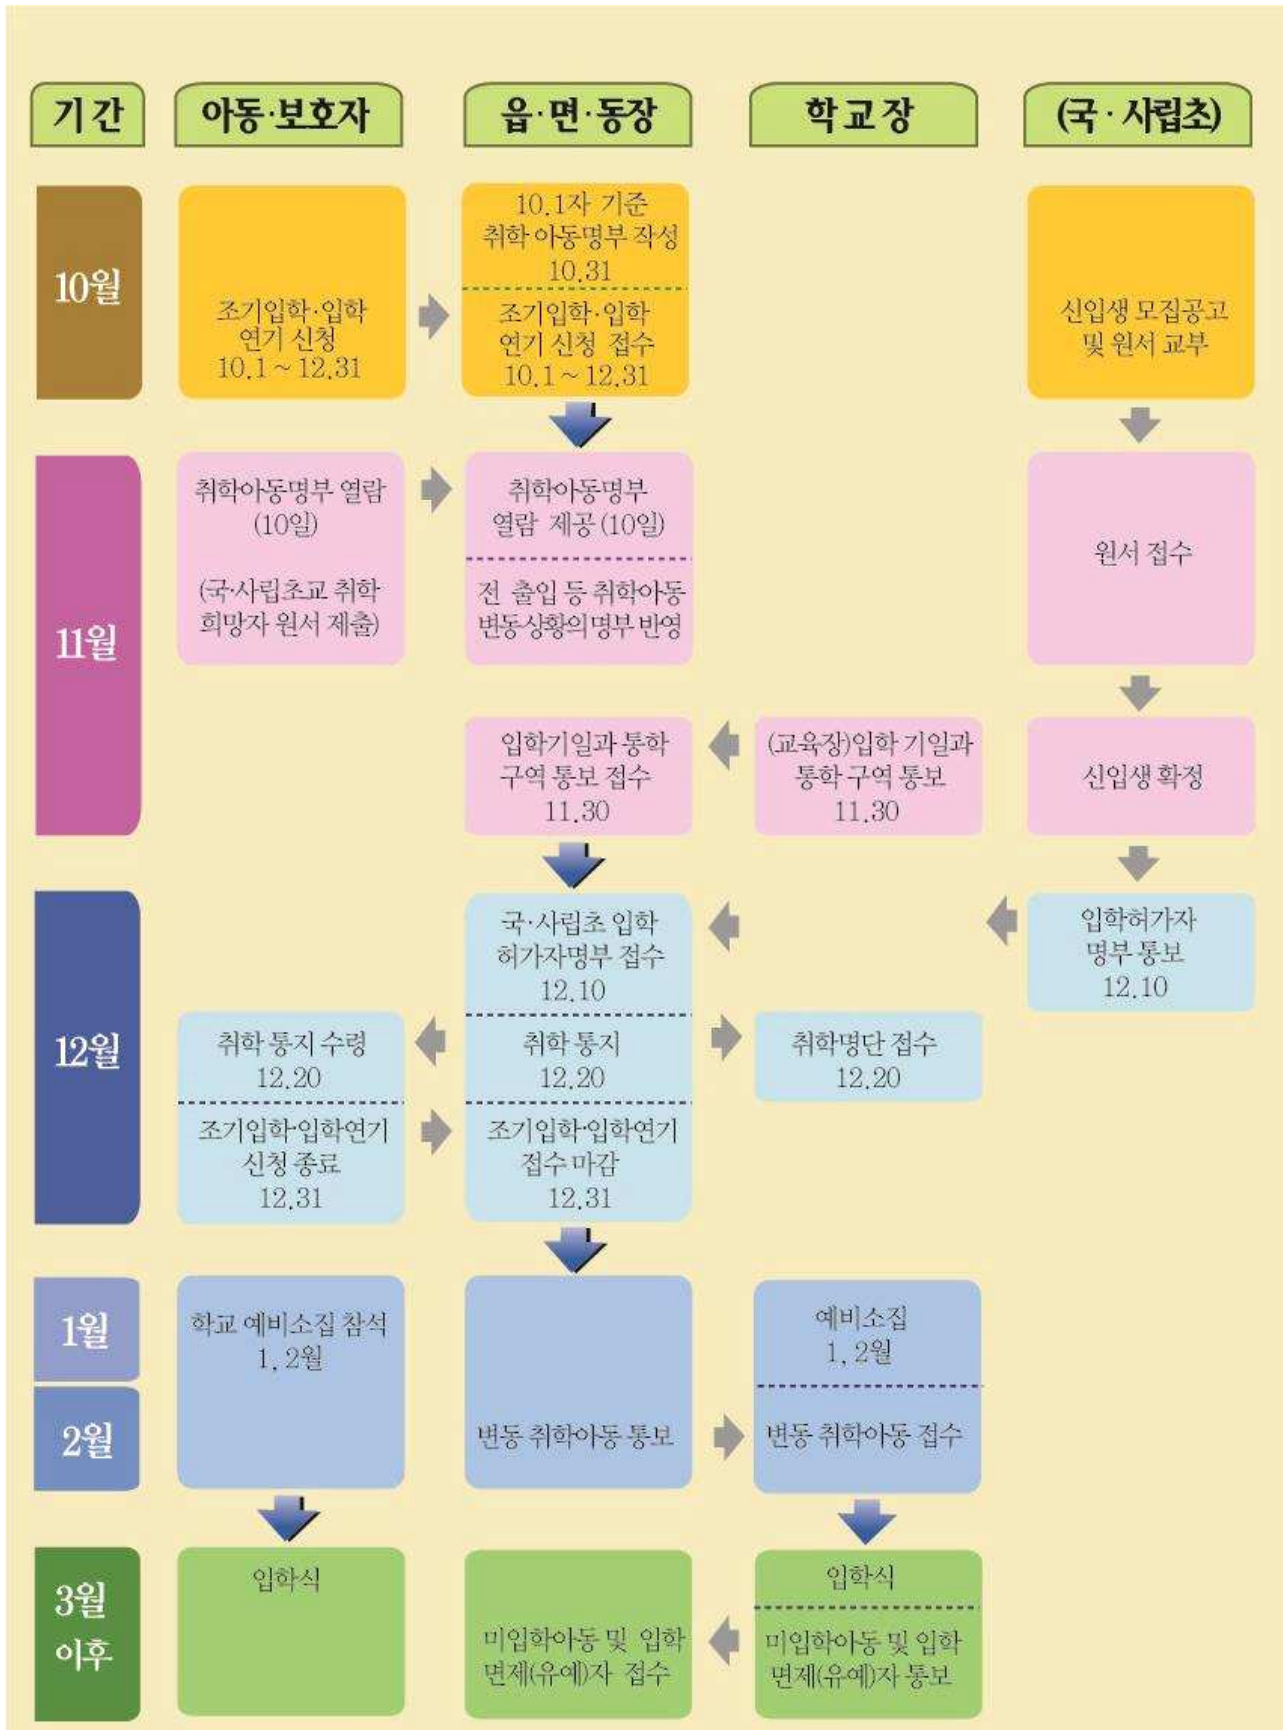 기 간
아동·보호자
읍·면·동장
학교장
(국·사립초)
10월
조기입학·입학
연기 신청
10.1 ~ 12.31
10.1자 기준
취학 아동명부 작성
10.31
조기입학·입학
연기 신청 접수
10.1 ~ 12.31
신입생 모집공고
및 원서 교부
11월
취학아동명부 열람
(10일)
(국·사립초교 취학
희망자 원서 제출)
취학아동명부
열람 제공 (10일)
전 출입 등 취학아동
변동상황의 명부 반영
원서 접수
입학기일과 통학
구역 통보 접수
11.30
(교육장)입학 기일과
통학 구역 통보
11.30
신입생 확정
12월
국·사립초 입학
허가자명부 접수
12.10
입학허가자
명부 통보
12.10
취학 통지 수령
12.20
취학 통지
12.20
취학명단 접수
12.20
조기입학·입학연기
신청 종료
12.31
조기입학·입학연기
접수 마감
12.31
1월
학교 예비소집 참석
1, 2월
예비소집
1, 2월
2월
변동 취학아동 통보
변동 취학아동 접수
3월
이후
입학식
입학식
미입학아동 및 입학
면제(유예)자 접수
미입학아동 및 입학
면제(유예)자 통보